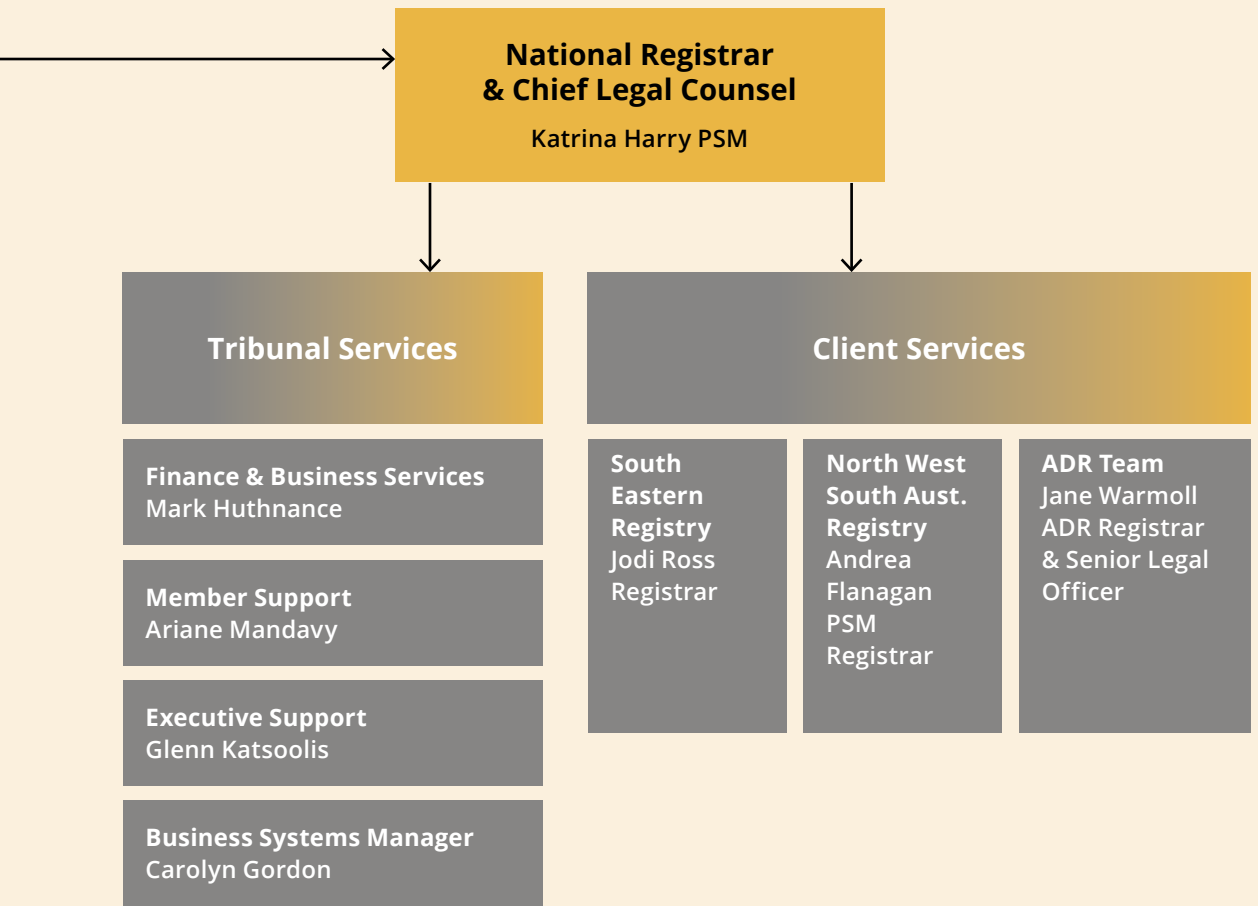 National Registrar
& Chief Legal Counsel
Katrina Harry PSM
Tribunal Services
Finance & Business Services
Mark Huthnance
Member Support
Ariane Mandavy
Executive Support
Glenn Katsoolis
Business Systems Manager
Carolyn Gordon
Client Services
South
Eastern
Registry
Jodi Ross
Registrar
North West
South Aust.
Registry
Andrea
Flanagan
PSM
Registrar
ADR Team
Jane Warmoll
ADR Registrar
& Senior Legal
Officer